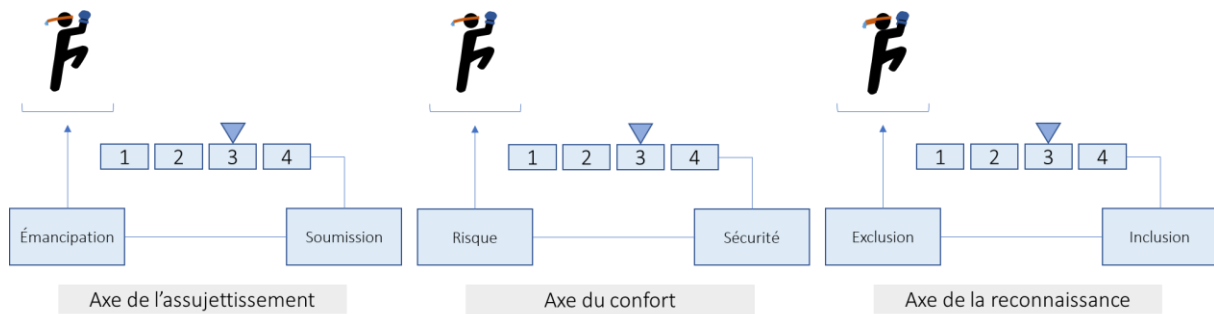 1 2 3 4
Émancipation
Soumission
Axe de l’assujettissement
1 2 3 4
Risque
Sécurité
Axe du confort
1 2 3 4
Exclusion
Inclusion
Axe de la reconnaissance